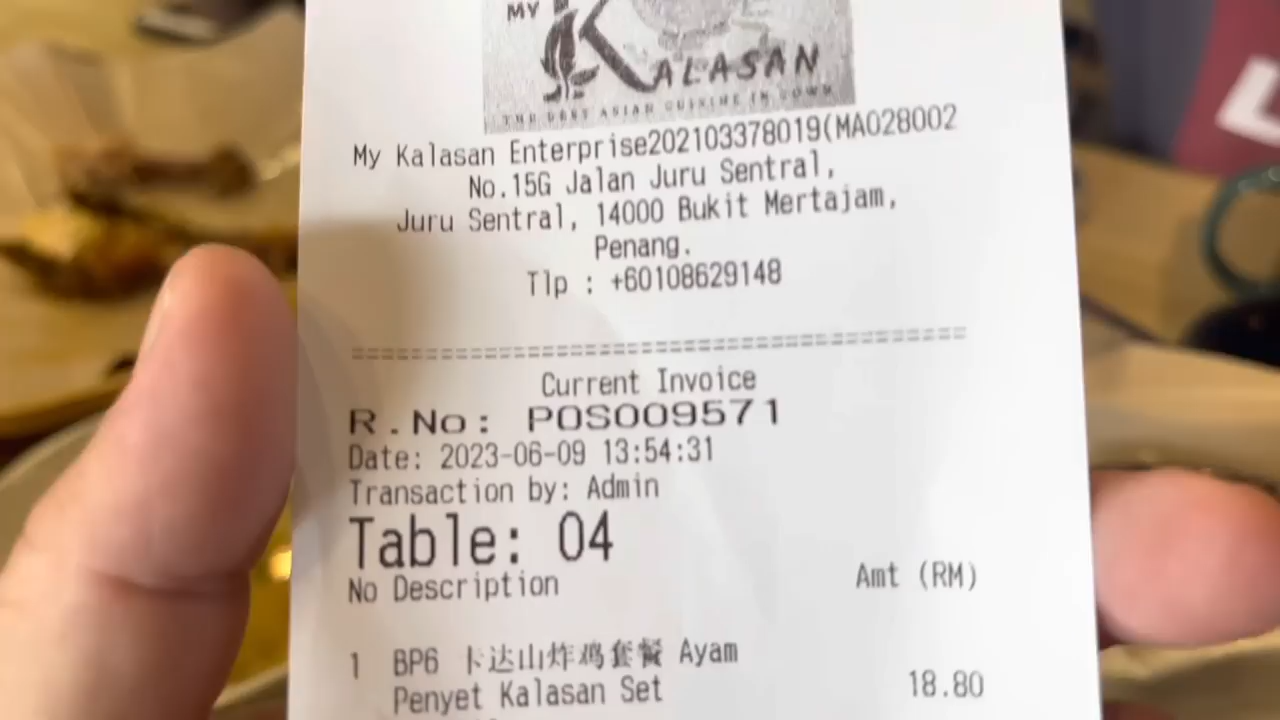 MY KALASAN
THE BEST ASIAN CUISINE IN TOWN
My Kalasan Enterprise202103378019(MA028002
No.15G Jalan Juru Sentral,
Juru Sentral, 14000 Bukit Mertajam,
Penang.
Tlp : +60108629148
==========================================
Current Invoice
R.No: POS009571
Date: 2023-06-09 13:54:31
Transaction by: Admin
Table: 04
No Description Amt (RM)
1 BP6 卡达山炸鸡套餐 Ayam
Penyet Kalasan Set 18.80